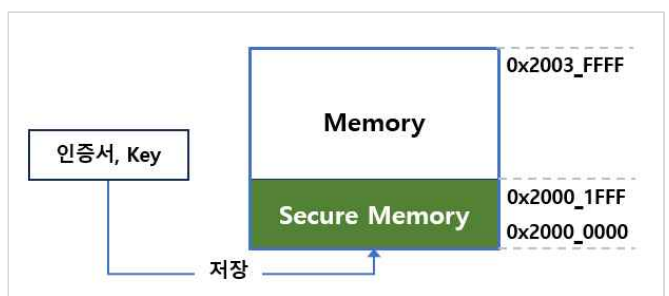 0x2003_FFFF
Memory
인증서, Key
0x2000_1FFF
Secure Memory
0x2000_0000
저장